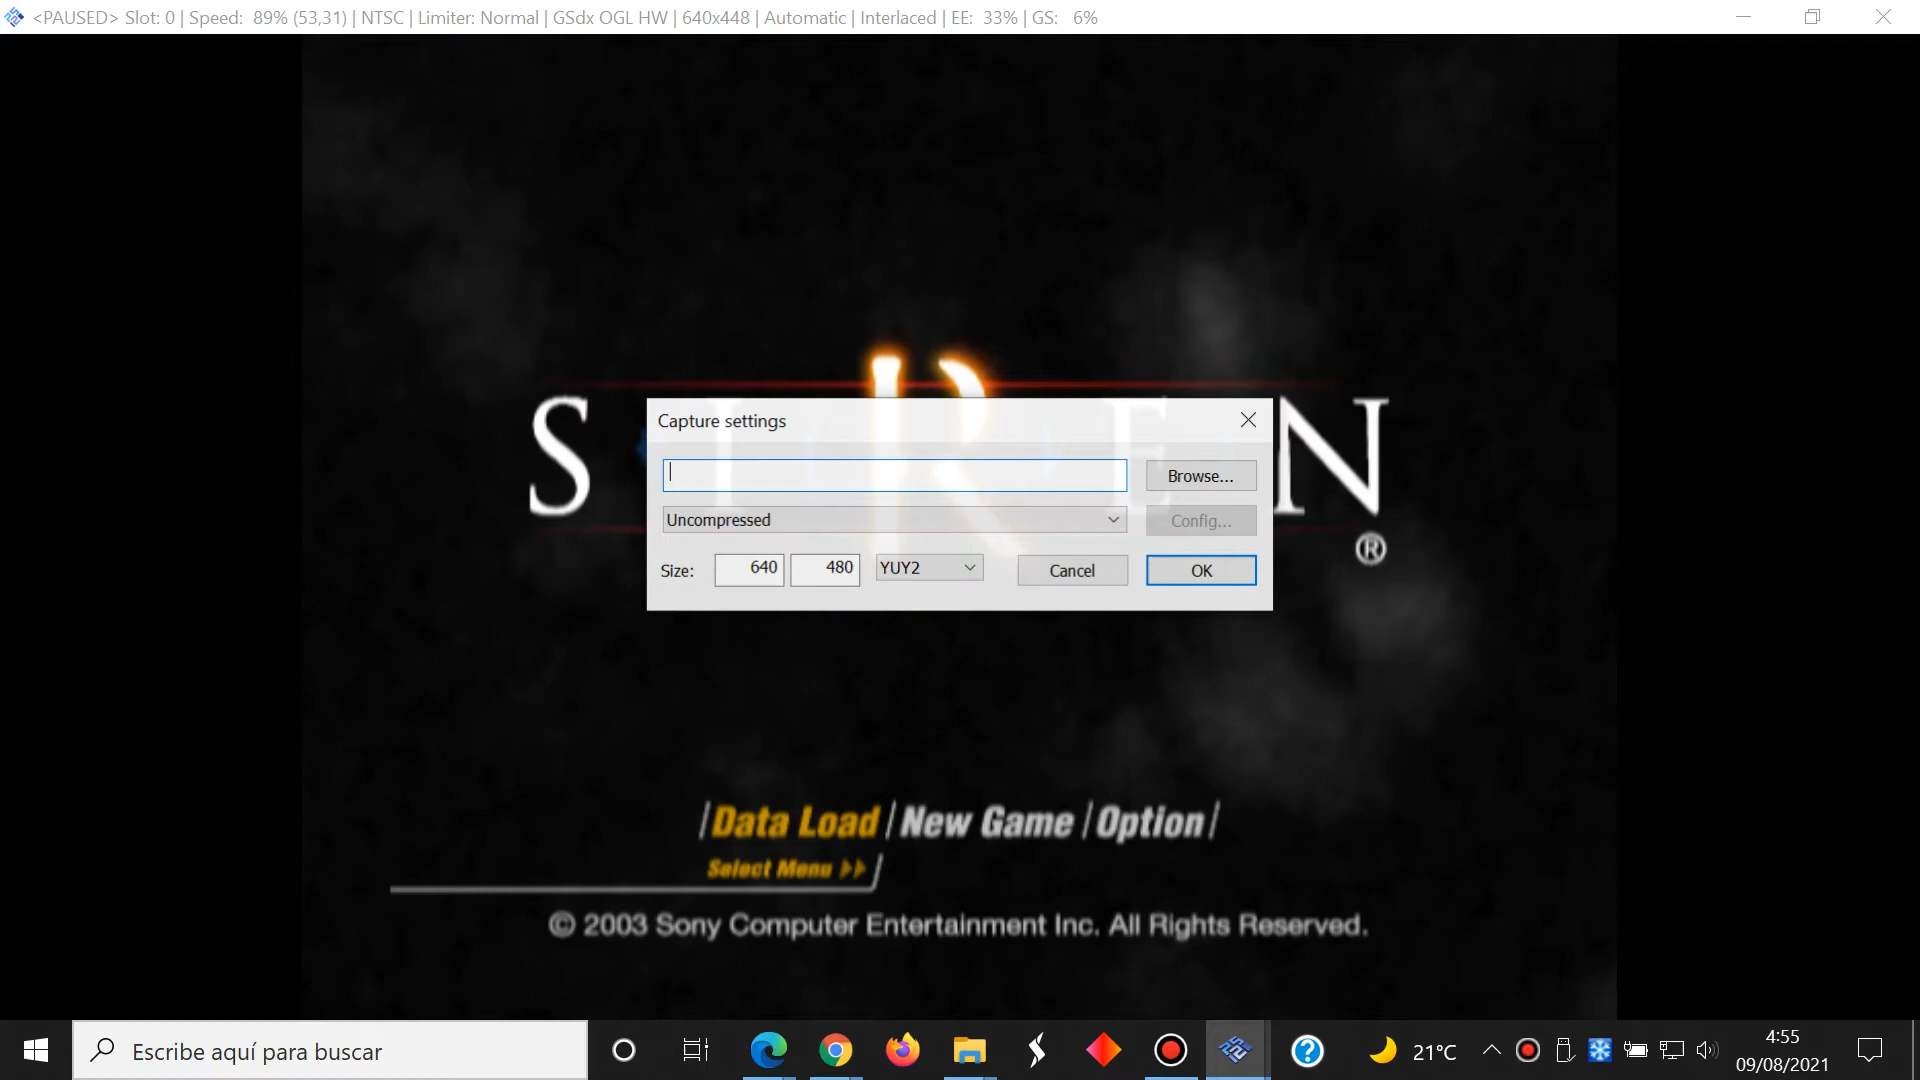 <PAUSED> Slot: 0 | Speed: 89% (53,31) | NTSC | Limiter: Normal | GSdx OGL HW | 640x448 | Automatic | Interlaced | EE: 33% | GS: 6%
SIREN
®
Capture settings
Browse...
Uncompressed
Config...
Size: 640 480 YUY2 Cancel OK
/Data Load/New Game/Option/
Select Menu
© 2003 Sony Computer Entertainment Inc. All Rights Reserved.
Escribe aquí para buscar
21°C
4:55
09/08/2021